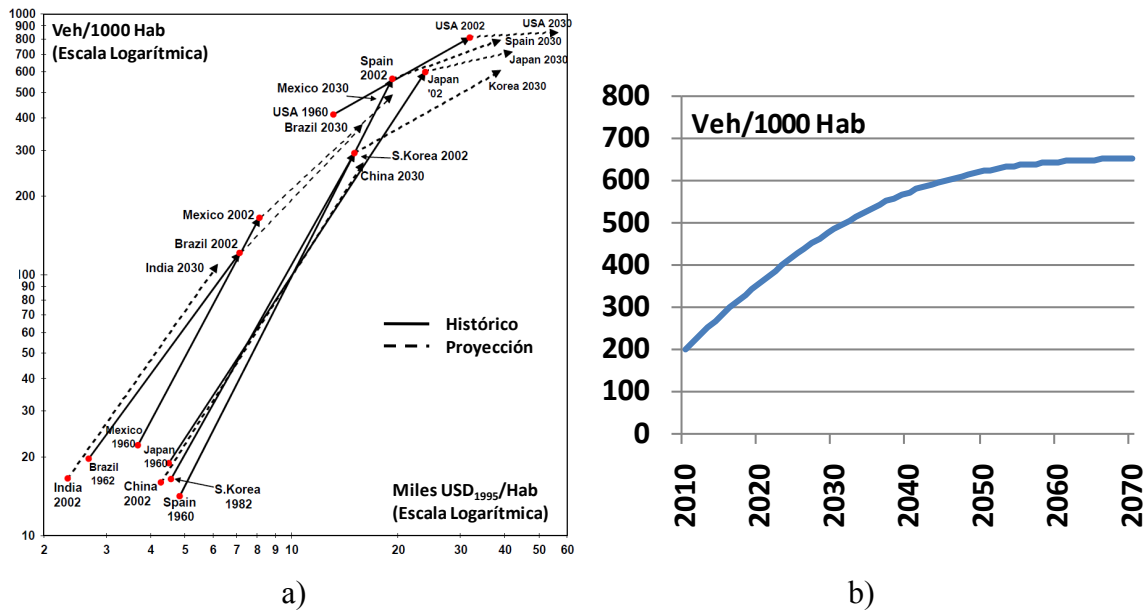 Veh/1000 Hab
(Escala Logarítmica)
1000
900
800
700
600
500
400
300
200
100
90
80
70
60
50
40
30
20
10
2
3
4
5
6
7
8
9
10
20
30
40
50
60
USA 2002
USA 2030
Spain 2030
Japan 2030
Spain
2002
Japan
'02
Korea 2030
Mexico 2030
USA 1960
Brazil 2030
S.Korea 2002
China 2030
Mexico 2002
Brazil 2002
India 2030
Histórico
Proyección
Mexico
1960
Japan
1960
Brazil
1962
India
2002
China
2002
Spain
1960
S.Korea
1982
Miles USD1995/Hab
(Escala Logarítmica)
a)
Veh/1000 Hab
800
700
600
500
400
300
200
100
0
2010
2020
2030
2040
2050
2060
2070
b)